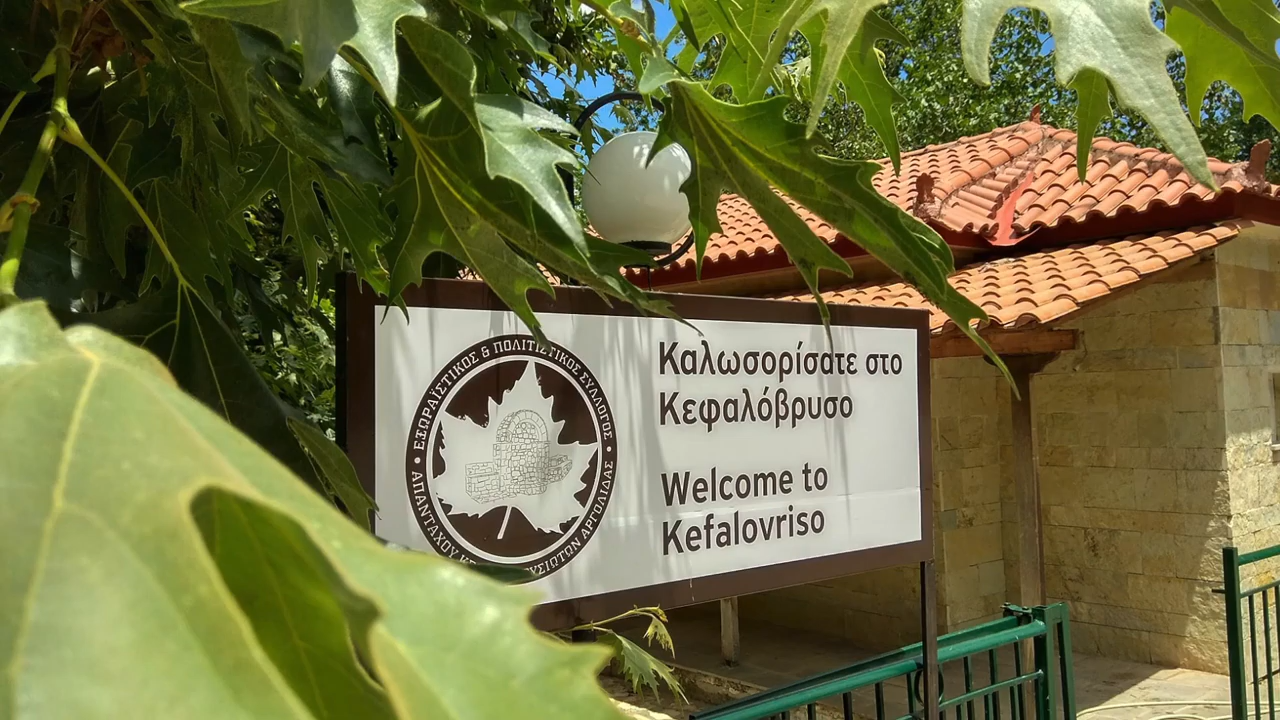 ΕΞΩΡΑΪΣΤΙΚΟΣ & ΠΟΛΙΤΙΣΤΙΚΟΣ ΣΥΛΛΟΓΟΣ
ΑΠΑΝΤΑΧΟΥ ΑΡΓΟΛΙΔΑΣ
Καλωσορίσατε στο
Κεφαλόβρυσο
Welcome to
Kefalovriso